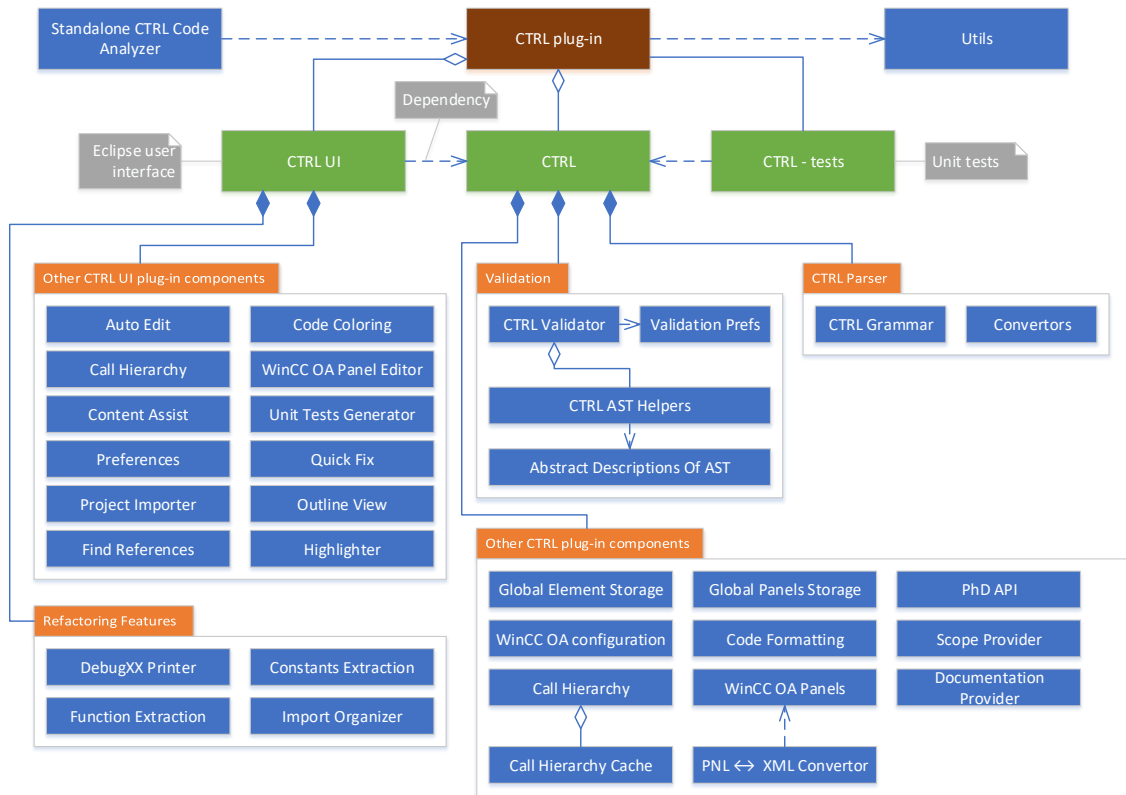 Standalone CTRL Code
Analyzer
CTRL plug-in
Utils
Dependency
Eclipse user
interface
CTRL UI
CTRL
CTRL - tests
Unit tests
Other CTRL UI plug-in components
Auto Edit
Code Coloring
Call Hierarchy
WinCC OA Panel Editor
Content Assist
Unit Tests Generator
Preferences
Quick Fix
Project Importer
Outline View
Find References
Highlighter
Validation
CTRL Validator
Validation Prefs
CTRL AST Helpers
Abstract Descriptions Of AST
CTRL Parser
CTRL Grammar
Convertors
Other CTRL plug-in components
Global Element Storage
Global Panels Storage
PhD API
WinCC OA configuration
Code Formatting
Scope Provider
Call Hierarchy
WinCC OA Panels
Documentation
Provider
Call Hierarchy Cache
PNL ↔ XML Convertor
Refactoring Features
DebugXX Printer
Constants Extraction
Function Extraction
Import Organizer